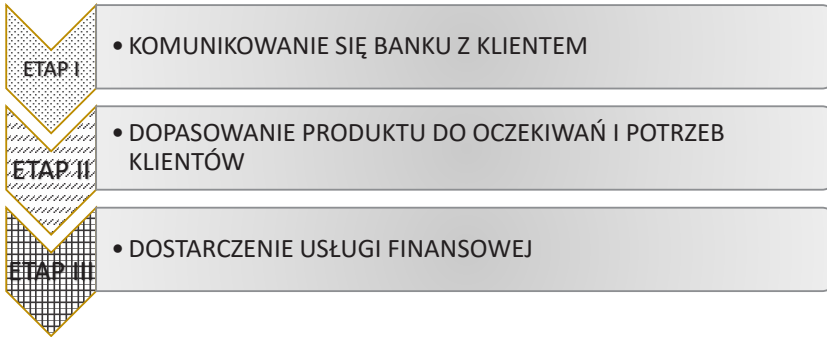 ETAP I
• KOMUNIKOWANIE SIĘ BANKU Z KLIENTEM
ETAP II
• DOPASOWANIE PRODUKTU DO OCZEKIWAŃ I POTRZEB
KLIENTÓW
ETAP III
• DOSTARCZENIE USŁUGI FINANSOWEJ